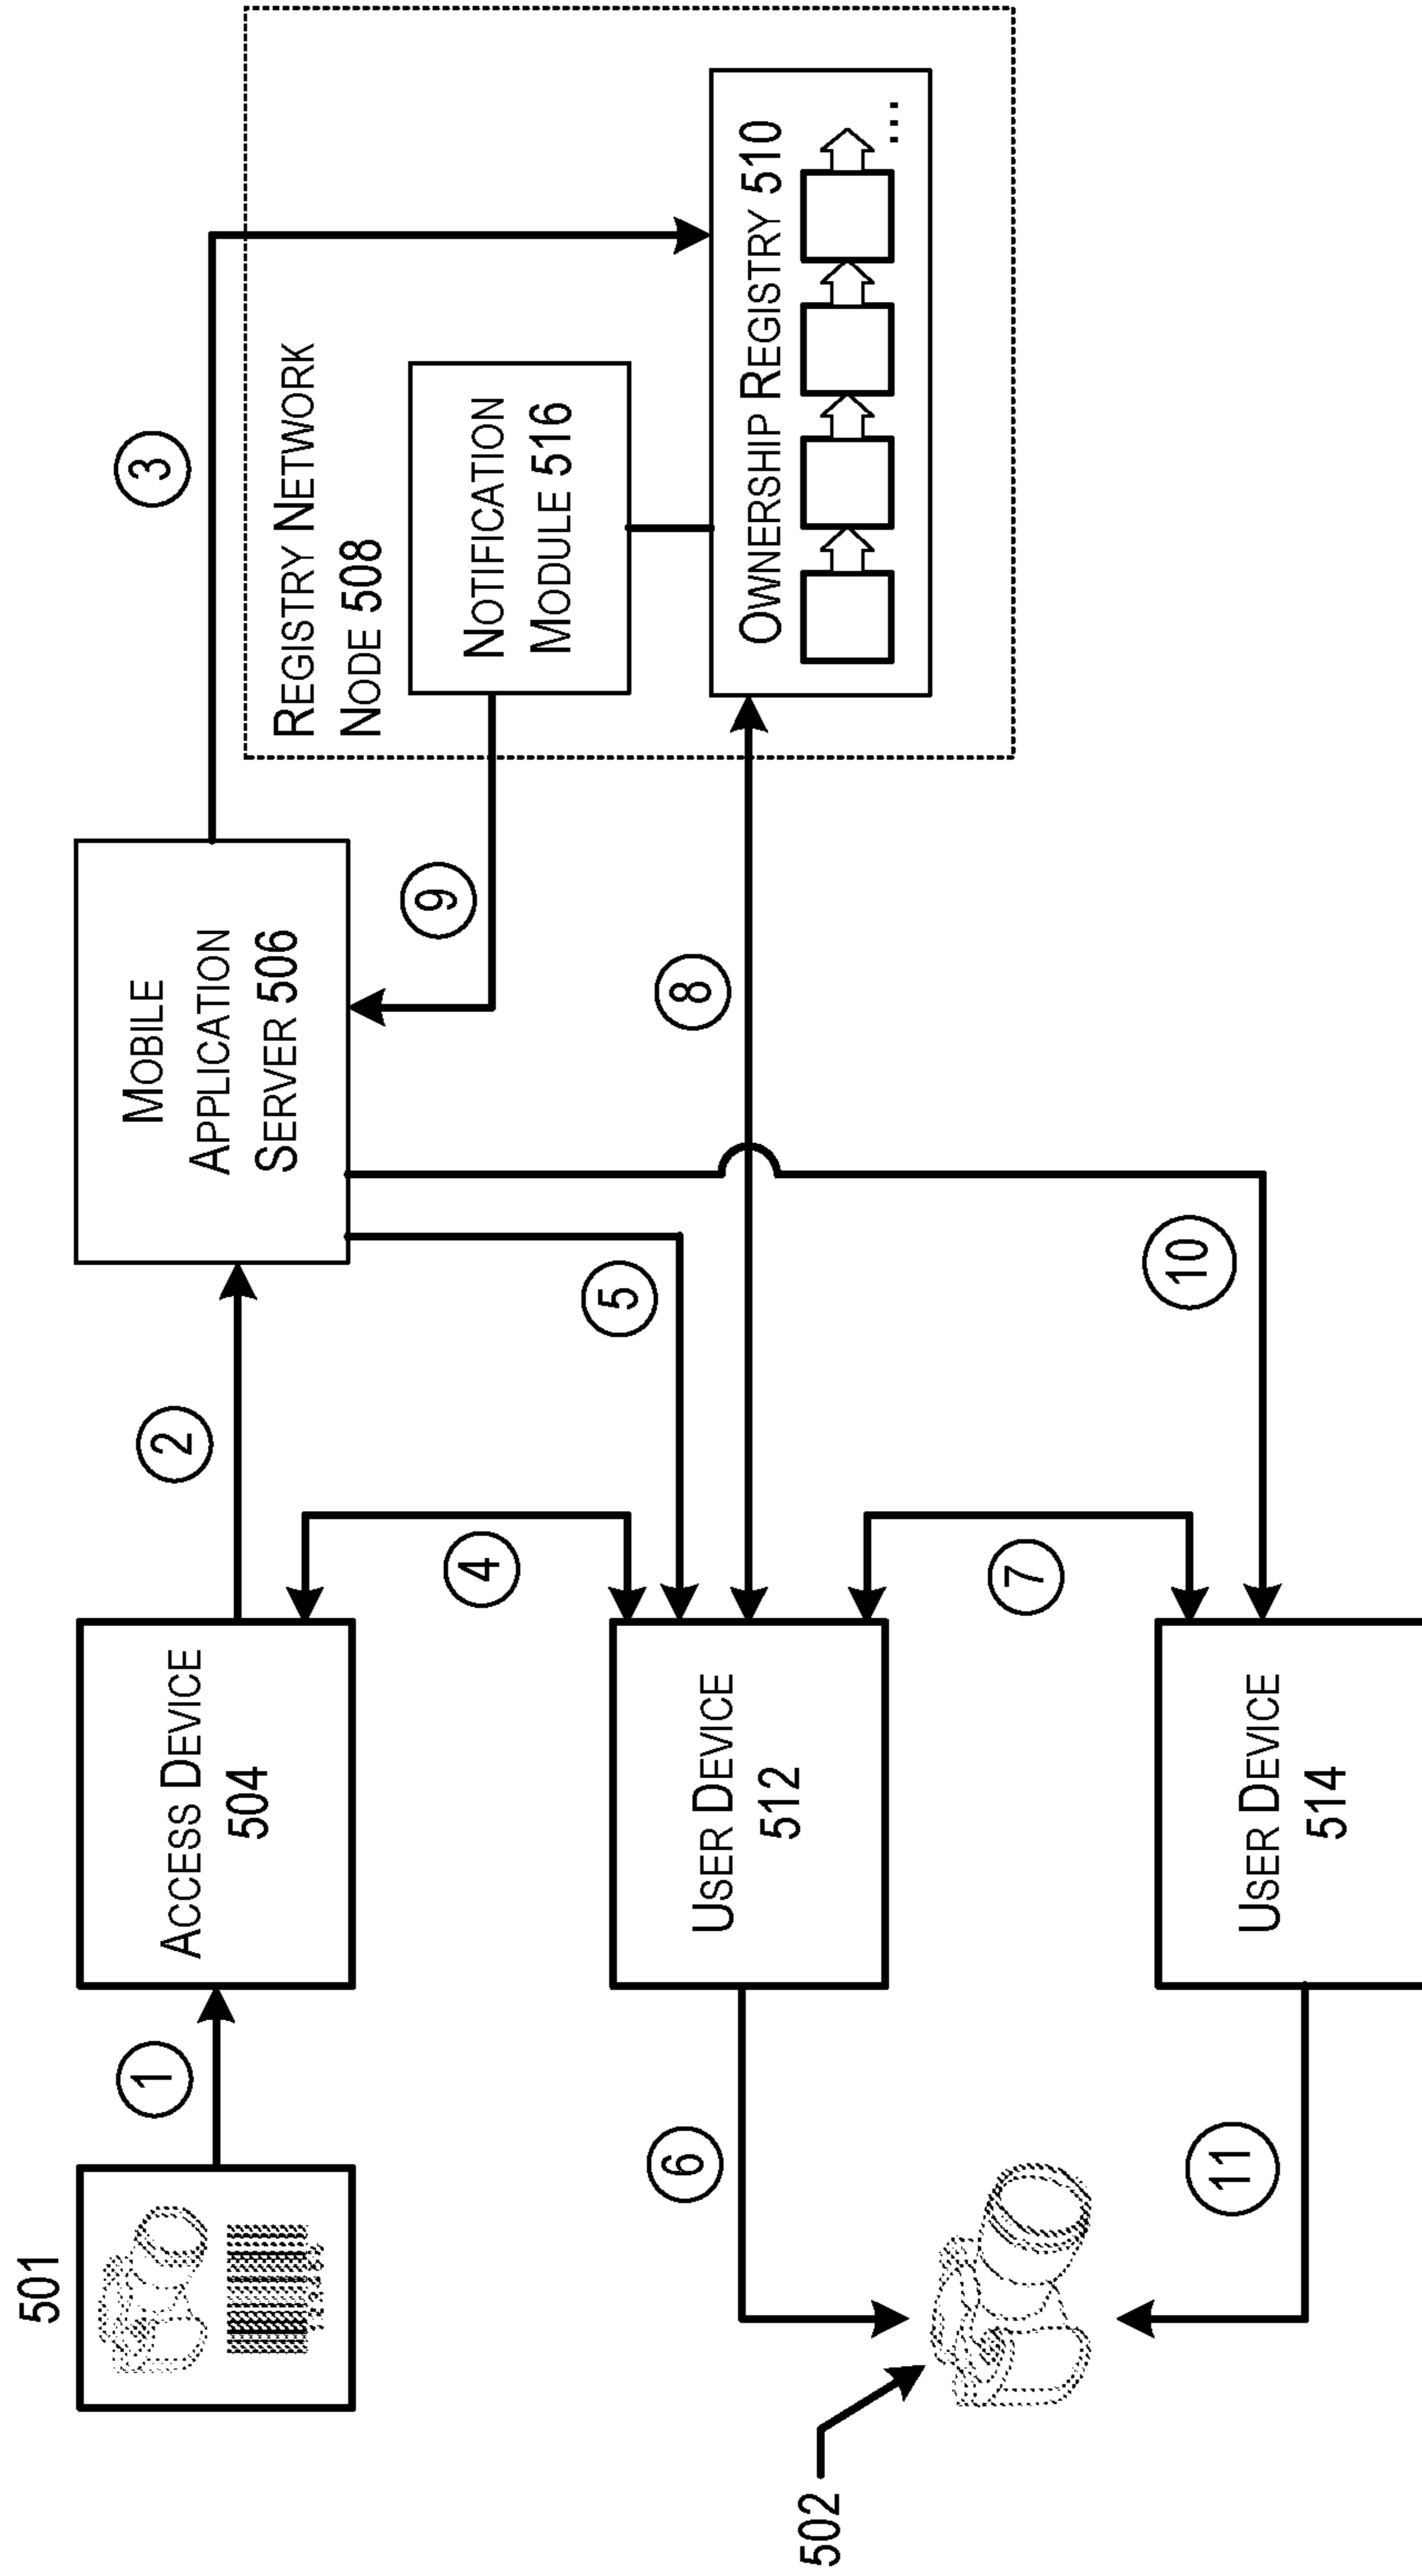 501
1
ACCESS DEVICE
504
2
MOBILE
APPLICATION
SERVER 506
3
REGISTRY NETWORK
NODE 508
NOTIFICATION
MODULE 516
OWNERSHIP REGISTRY 510
...
9
8
4
5
USER DEVICE
512
6
7
10
USER DEVICE
514
11
502